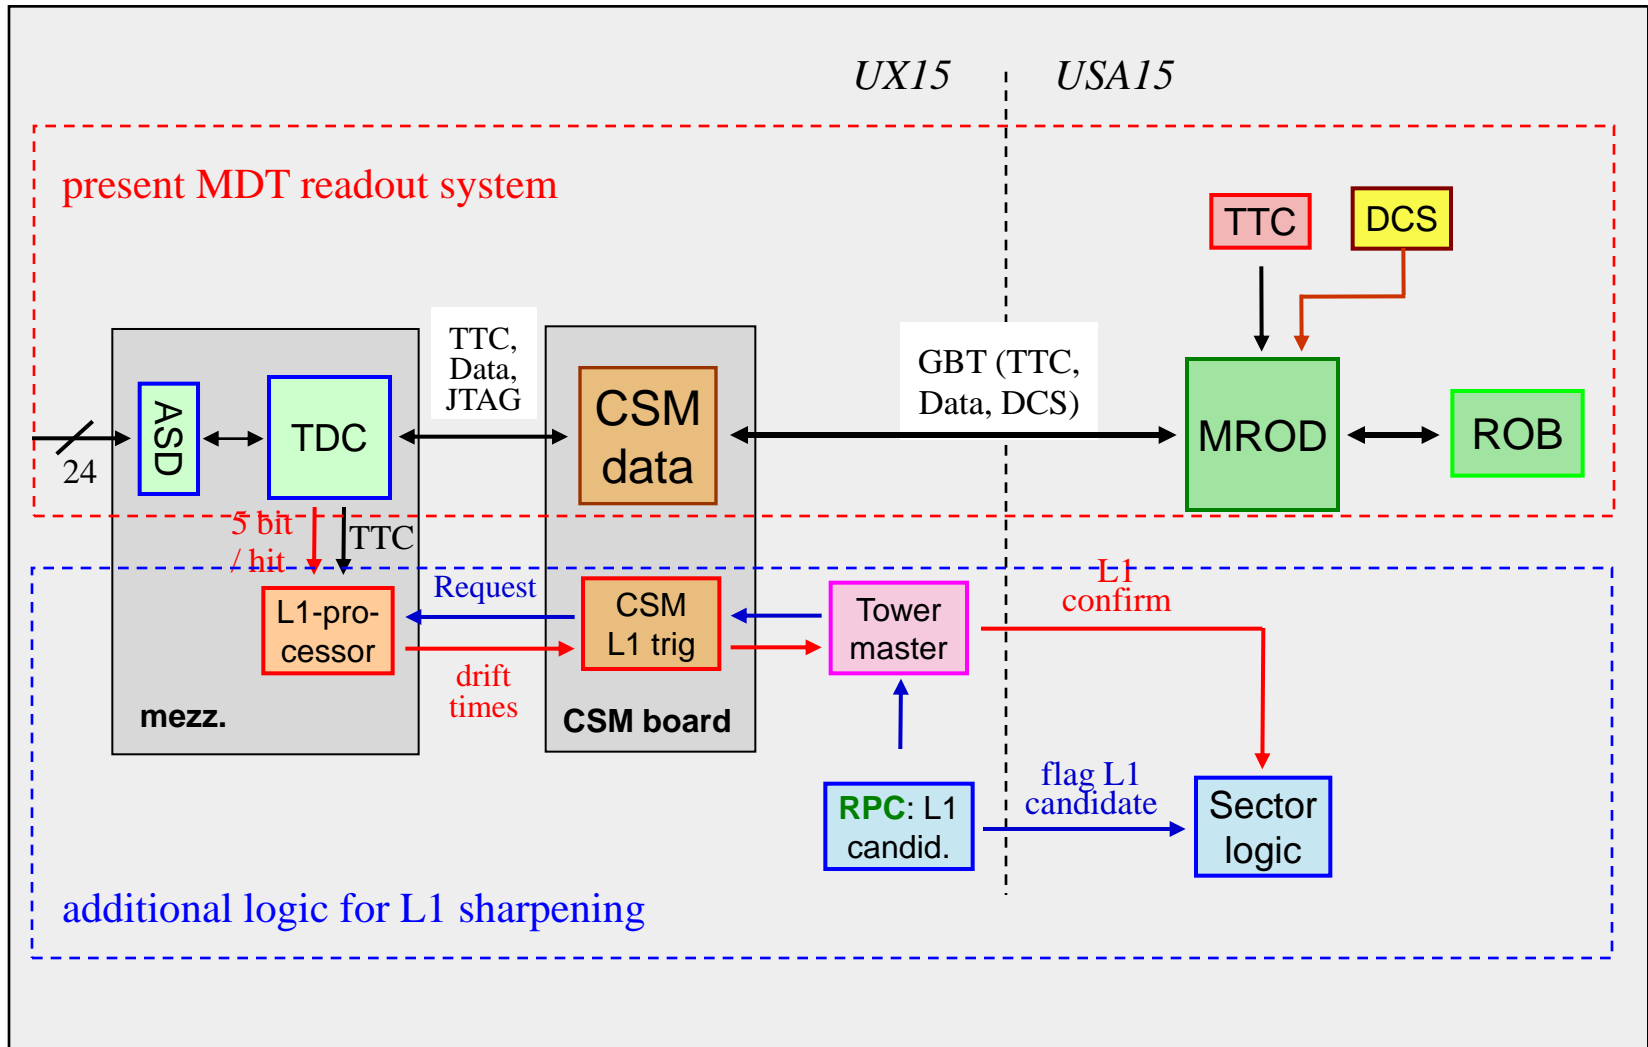 UX15
USA15
present MDT readout system
TTC
DCS
TTC,
Data,
JTAG
GBT (TTC,
Data, DCS)
24
ASD
TDC
CSM
data
MROD
ROB
5 bit
/ hit
TTC
L1-pro-
cessor
Request
drift
times
CSM
L1 trig
Tower
master
L1
confirm
mezz.
CSM board
RPC: L1
candid.
flag L1
candidate
Sector
logic
additional logic for L1 sharpening